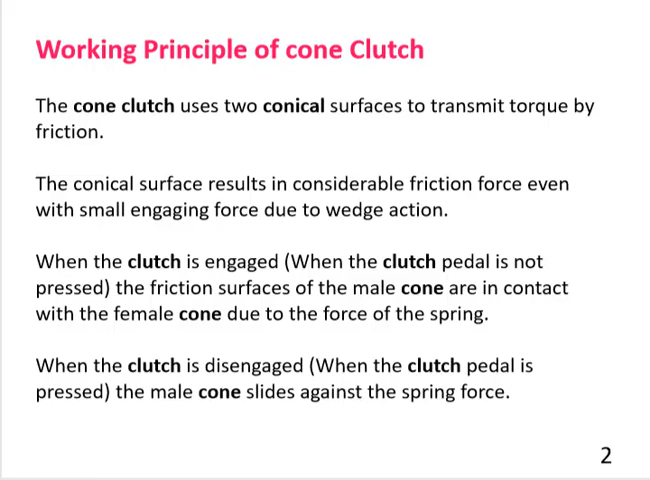 Working Principle of cone Clutch
The cone clutch uses two conical surfaces to transmit torque by
friction.
The conical surface results in considerable friction force even
with small engaging force due to wedge action.
When the clutch is engaged (When the clutch pedal is not
pressed) the friction surfaces of the male cone are in contact
with the female cone due to the force of the spring.
When the clutch is disengaged (When the clutch pedal is
pressed) the male cone slides against the spring force.
2